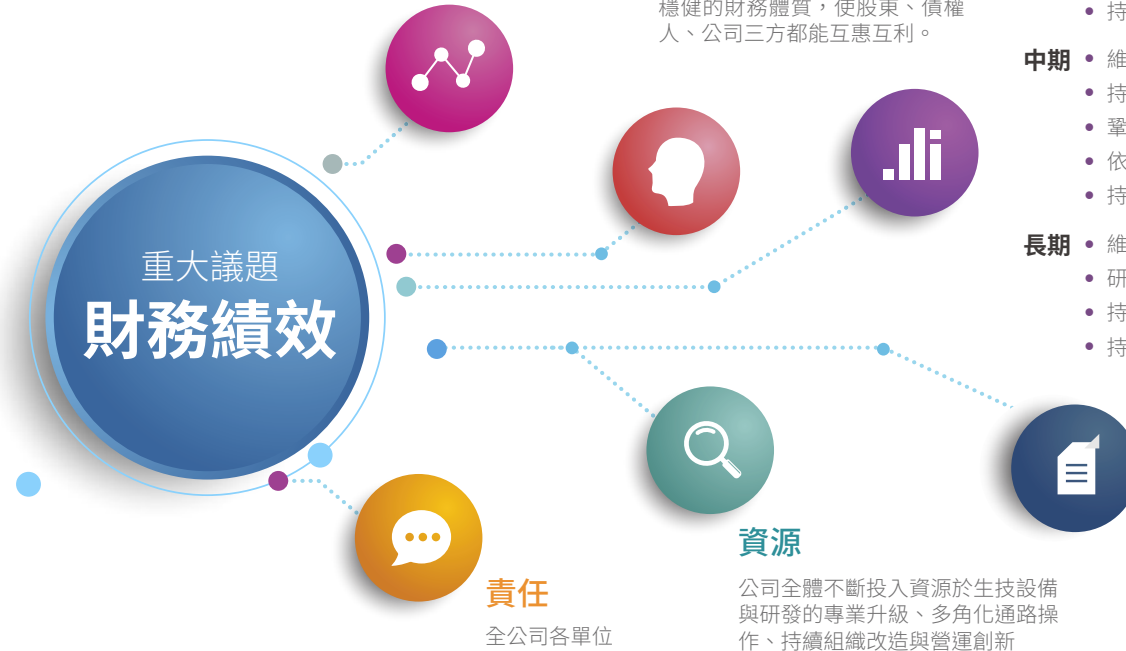 穩健的財務體質，使股東、債權
人、公司三方都能互惠互利。
• 持
中期 • 維
• 持
• 鞏
• 依
• 持
長期 • 維
• 研
• 持
• 持
重大議題
財務績效
責任
全公司各單位
資源
公司全體不斷投入資源於生技設備
與研發的專業升級、多角化通路操
作、持續組織改造與營運創新